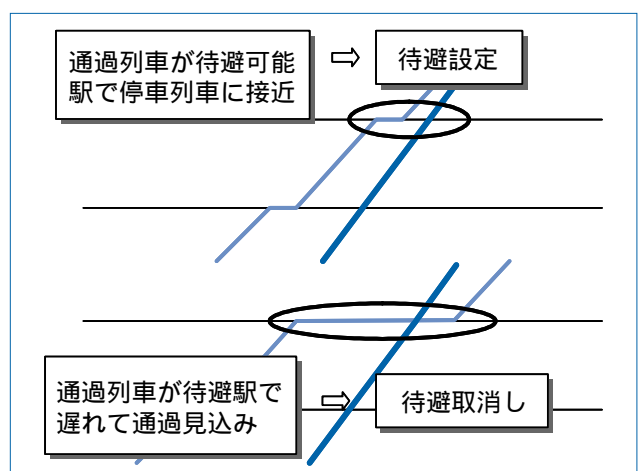 通過列車が待避可能
駅で停車列車に接近
⇨
待避設定
通過列車が待避駅で
遅れて通過見込み
⇨
待避取消し